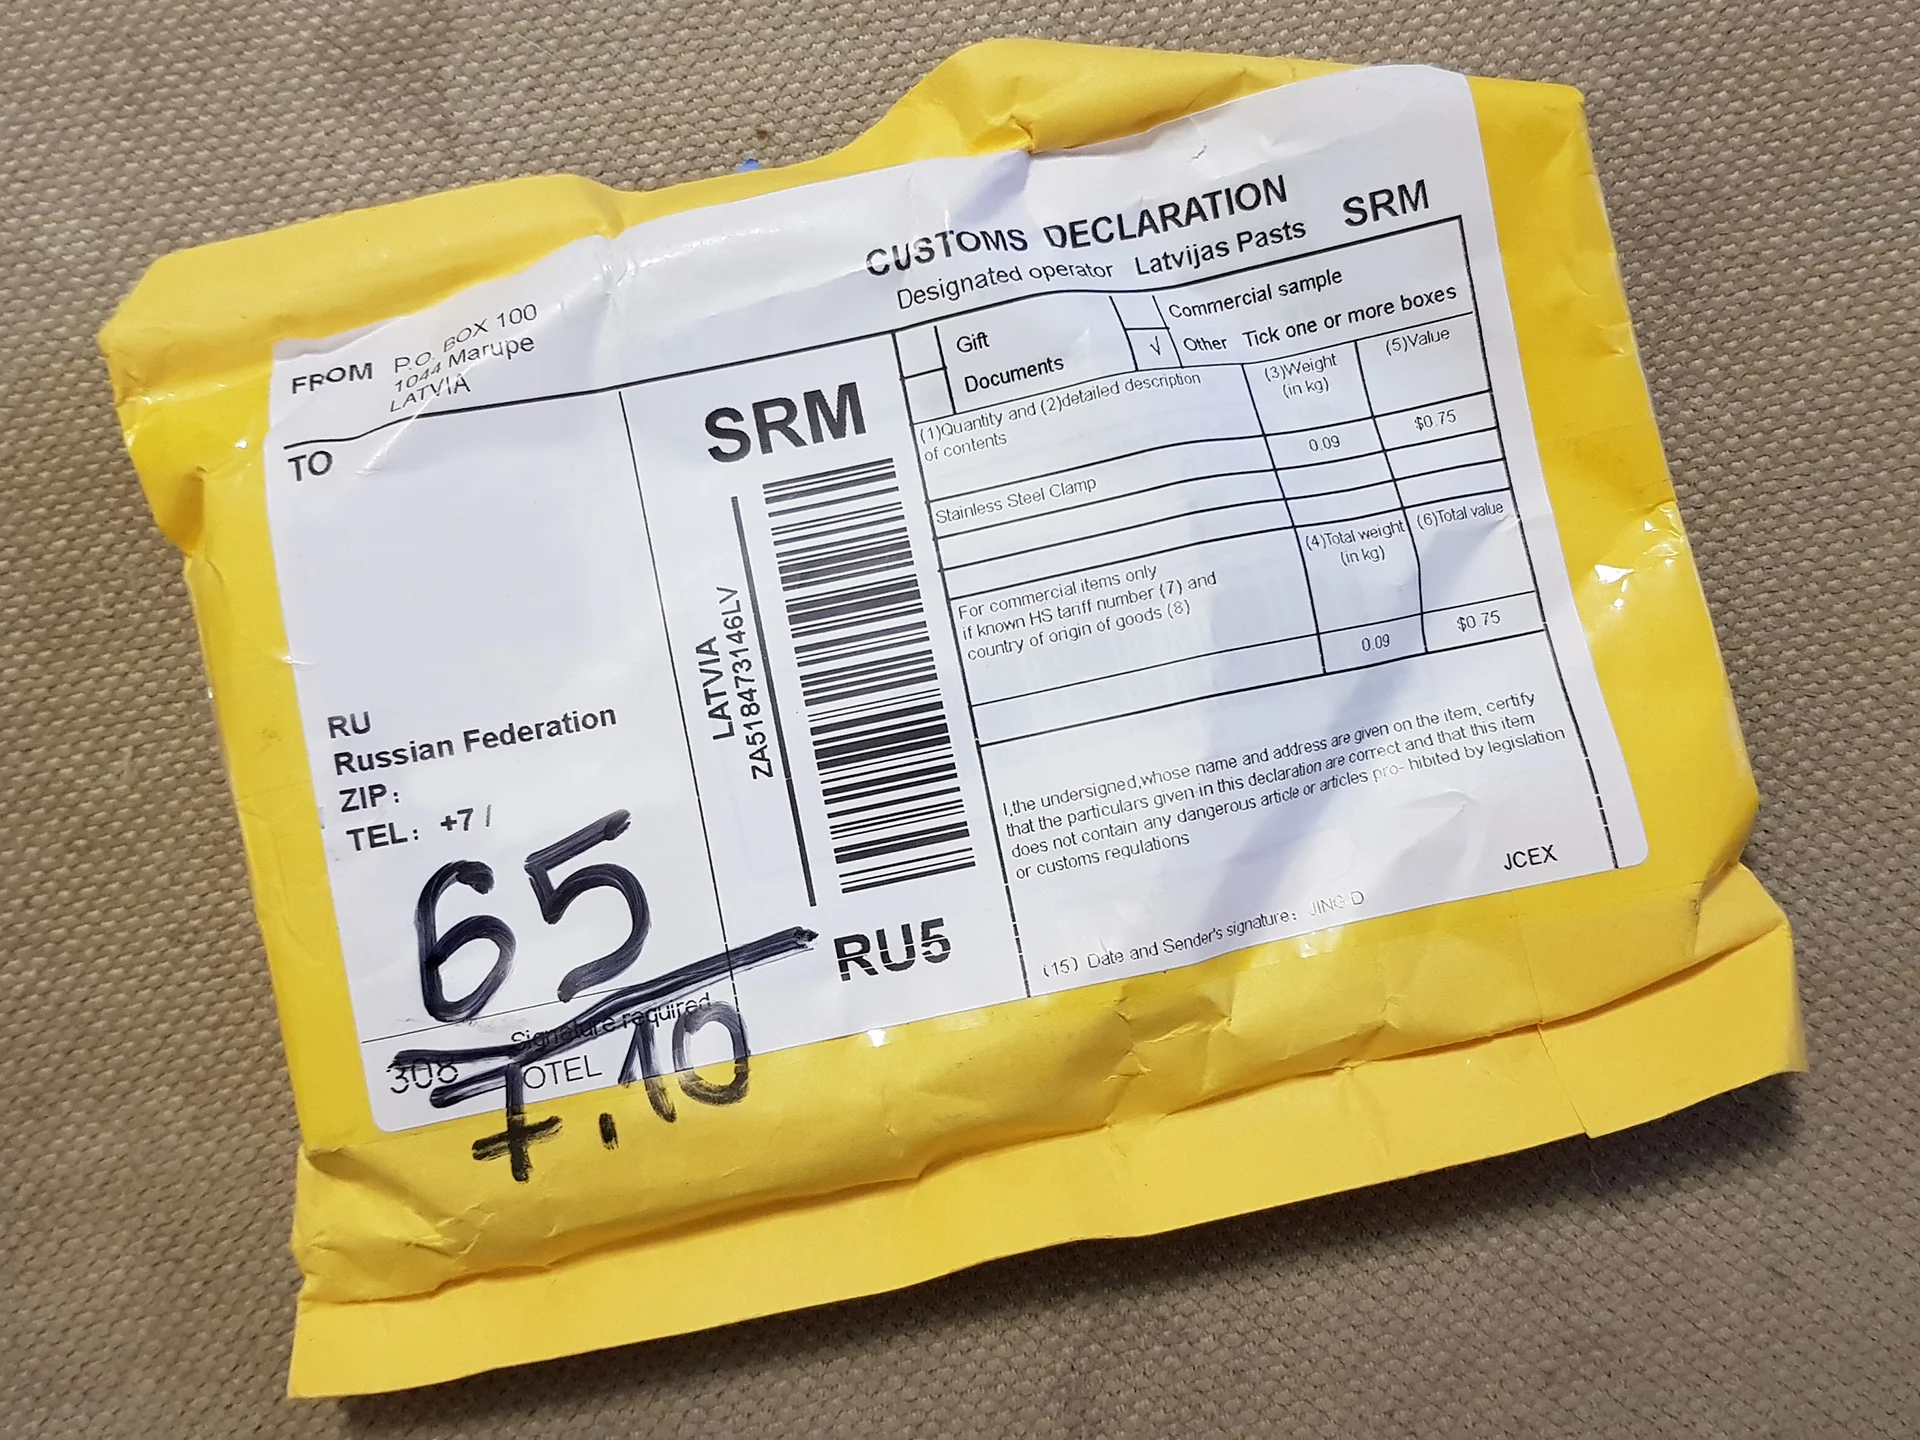 CUSTOMS DECLARATION SRM
Designated operator Latvijas Pasts
FROM P.O. BOX 100
1044 Marupe
LATVIA
TO
RU
Russian Federation
ZIP:
TEL: +7
65
7.10
Signature required
308 OTEL
SRM
LATVIA
ZA518473146LV
RU5
Gift
Commercial sample
Documents
√ Other Tick one or more boxes
(1)Quantity and (2)detailed description
of contents
(3)Weight
(in kg)
(5)Value
Stainless Steel Clamp
0.09
$0.75
For commercial items only
if known HS tariff number (7) and
country of origin of goods (8)
(4)Total weight
(in kg)
(6)Total value
0.09
$0.75
I,the undersigned,whose name and address are given on the item, certify
that the particulars given in this declaration are correct and that this item
does not contain any dangerous article or articles pro- hibited by legislation
or customs regulations
JCEX
(15) Date and Sender's signature: JING D